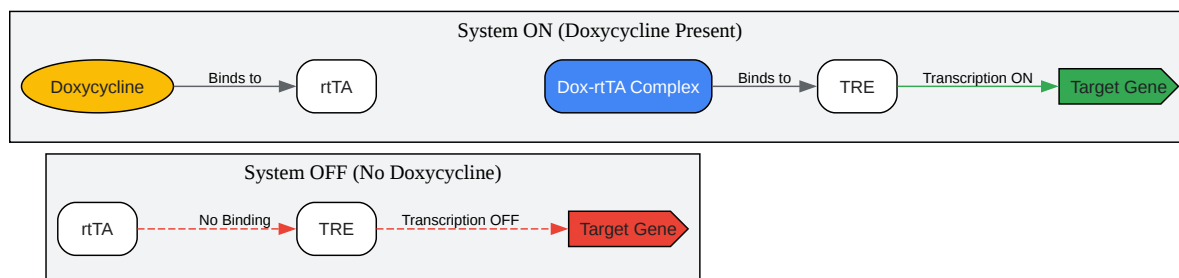 System ON (Doxycycline Present)
Doxycycline
Binds to
rtTA
Dox-rtTA Complex
Binds to
TRE
Transcription ON
Target Gene
System OFF (No Doxycycline)
rtTA
No Binding
TRE
Transcription OFF
Target Gene